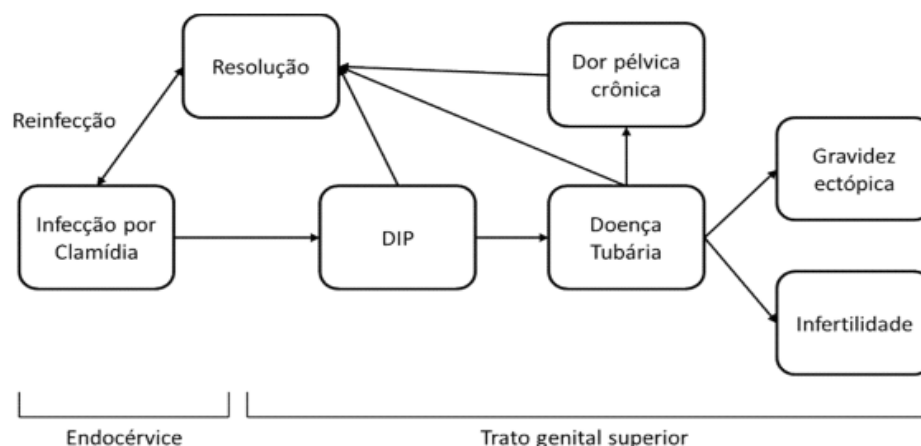 Resolução
Dor pélvica
crônica
Reinfecção
Gravidez
ectópica
Infecção por
Clamídia
DIP
Doença
Tubária
Infertilidade
Endocérvice
Trato genital superior